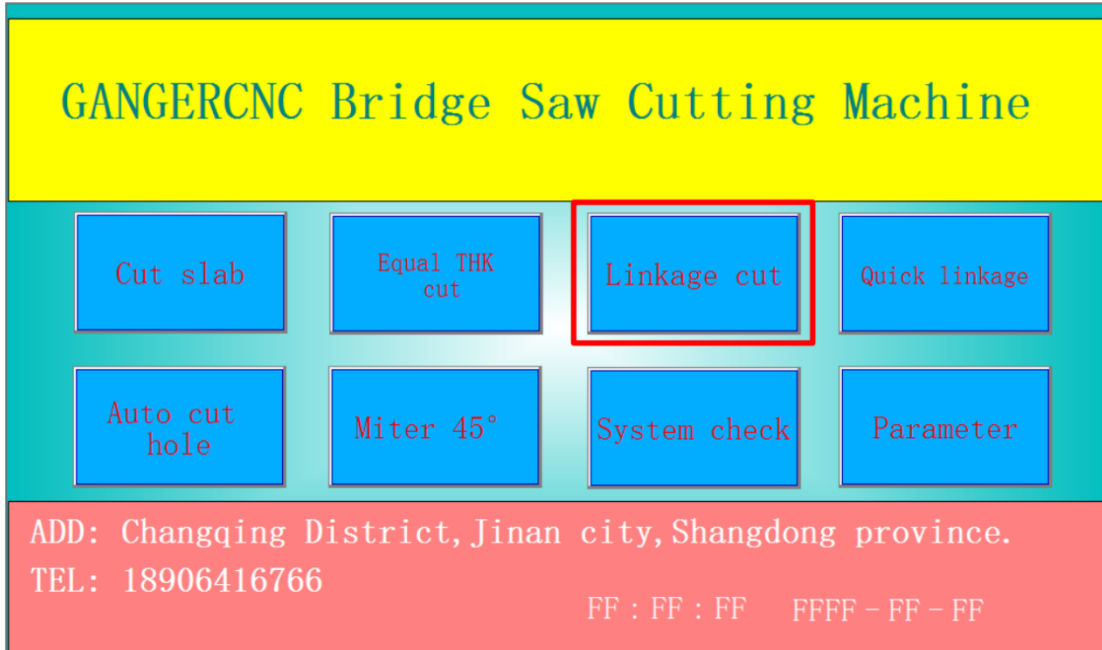 GANGERCNC Bridge Saw Cutting Machine
Cut slab
Equal THK
cut
Linkage cut
Quick linkage
Auto cut
hole
Miter 45°
System check
Parameter
ADD: Changqing District,Jinan city,Shangdong province.
TEL: 18906416766
FF : FF : FF FFFF - FF - FF